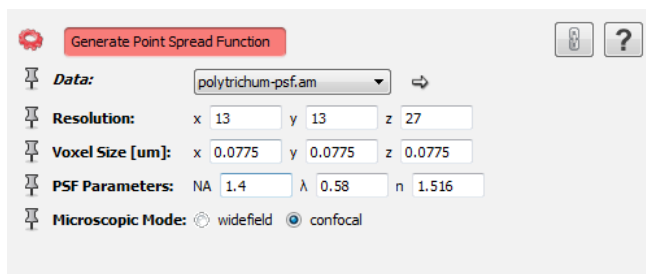 Generate Point Spread Function
?
Data: polytrichum-psf.am
Resolution: x 13 y 13 z 27
Voxel Size [um]: x 0.0775 y 0.0775 z 0.0775
PSF Parameters: NA 1.4 λ 0.58 n 1.516
Microscopic Mode: widefield confocal